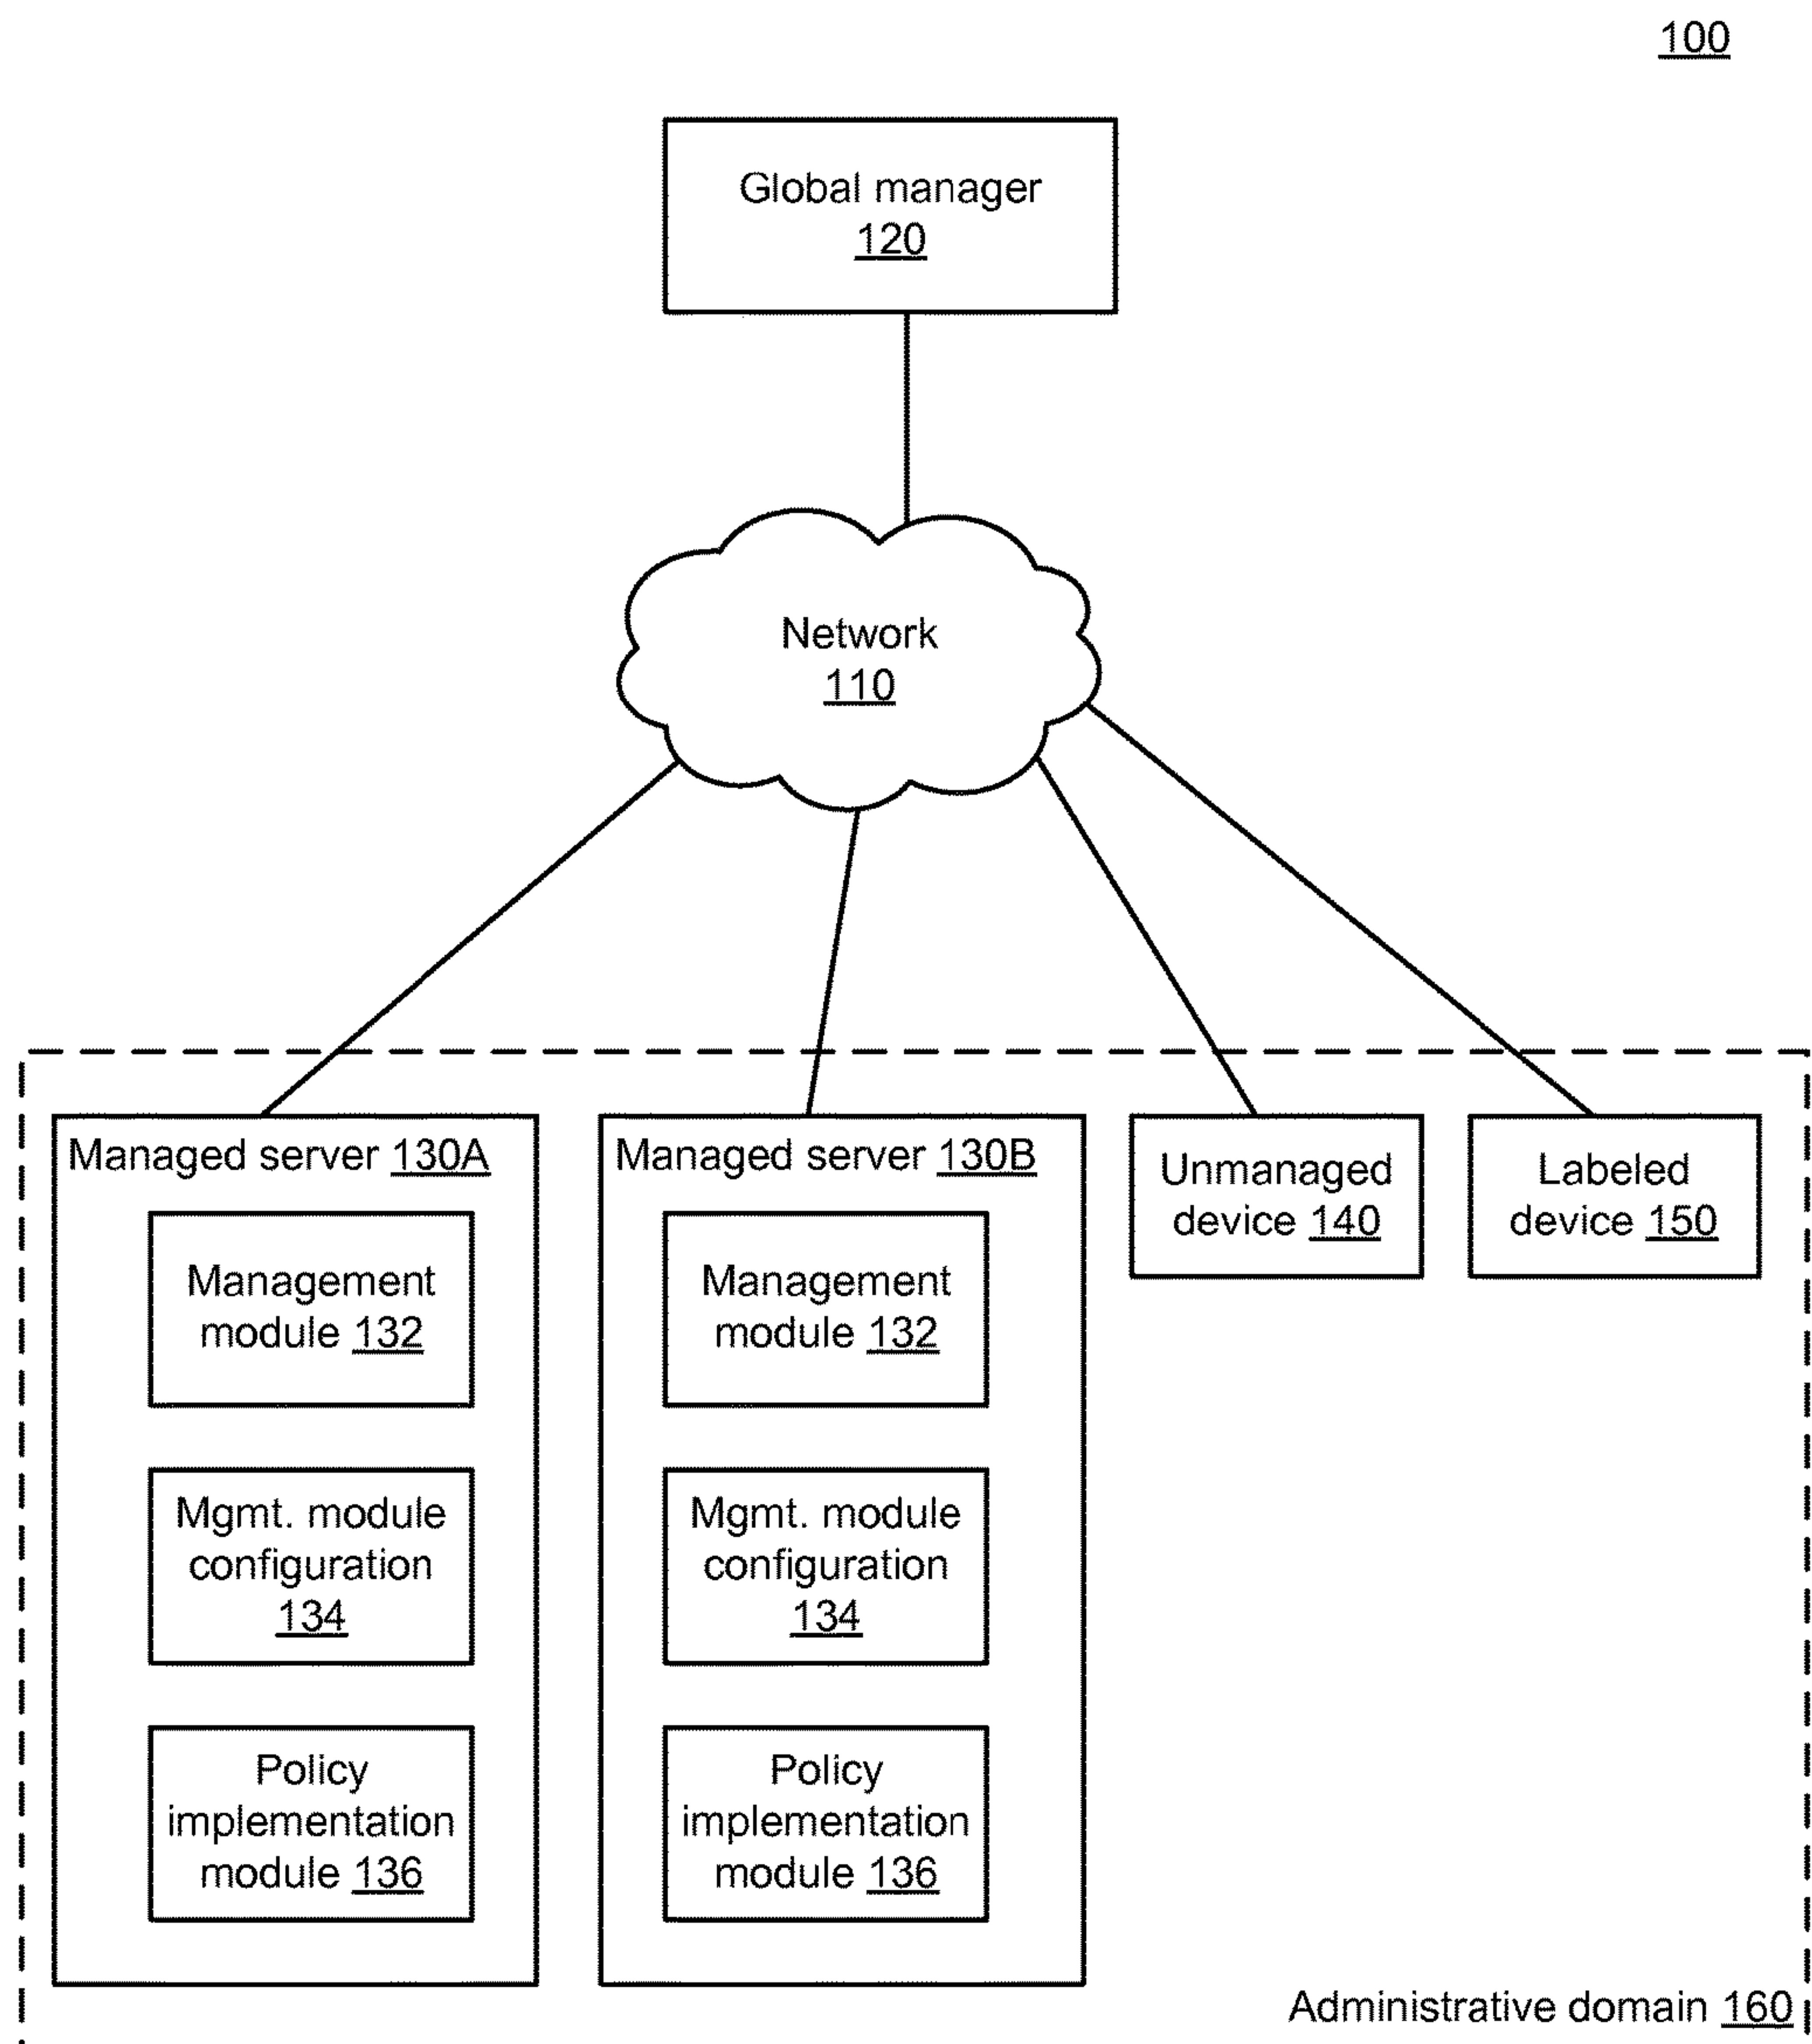 100
Global manager
120
Network
110
Managed server 130A
Management
module 132
Mgmt. module
configuration
134
Policy
implementation
module 136
Managed server 130B
Management
module 132
Mgmt. module
configuration
134
Policy
implementation
module 136
Unmanaged
device 140
Labeled
device 150
Administrative domain 160